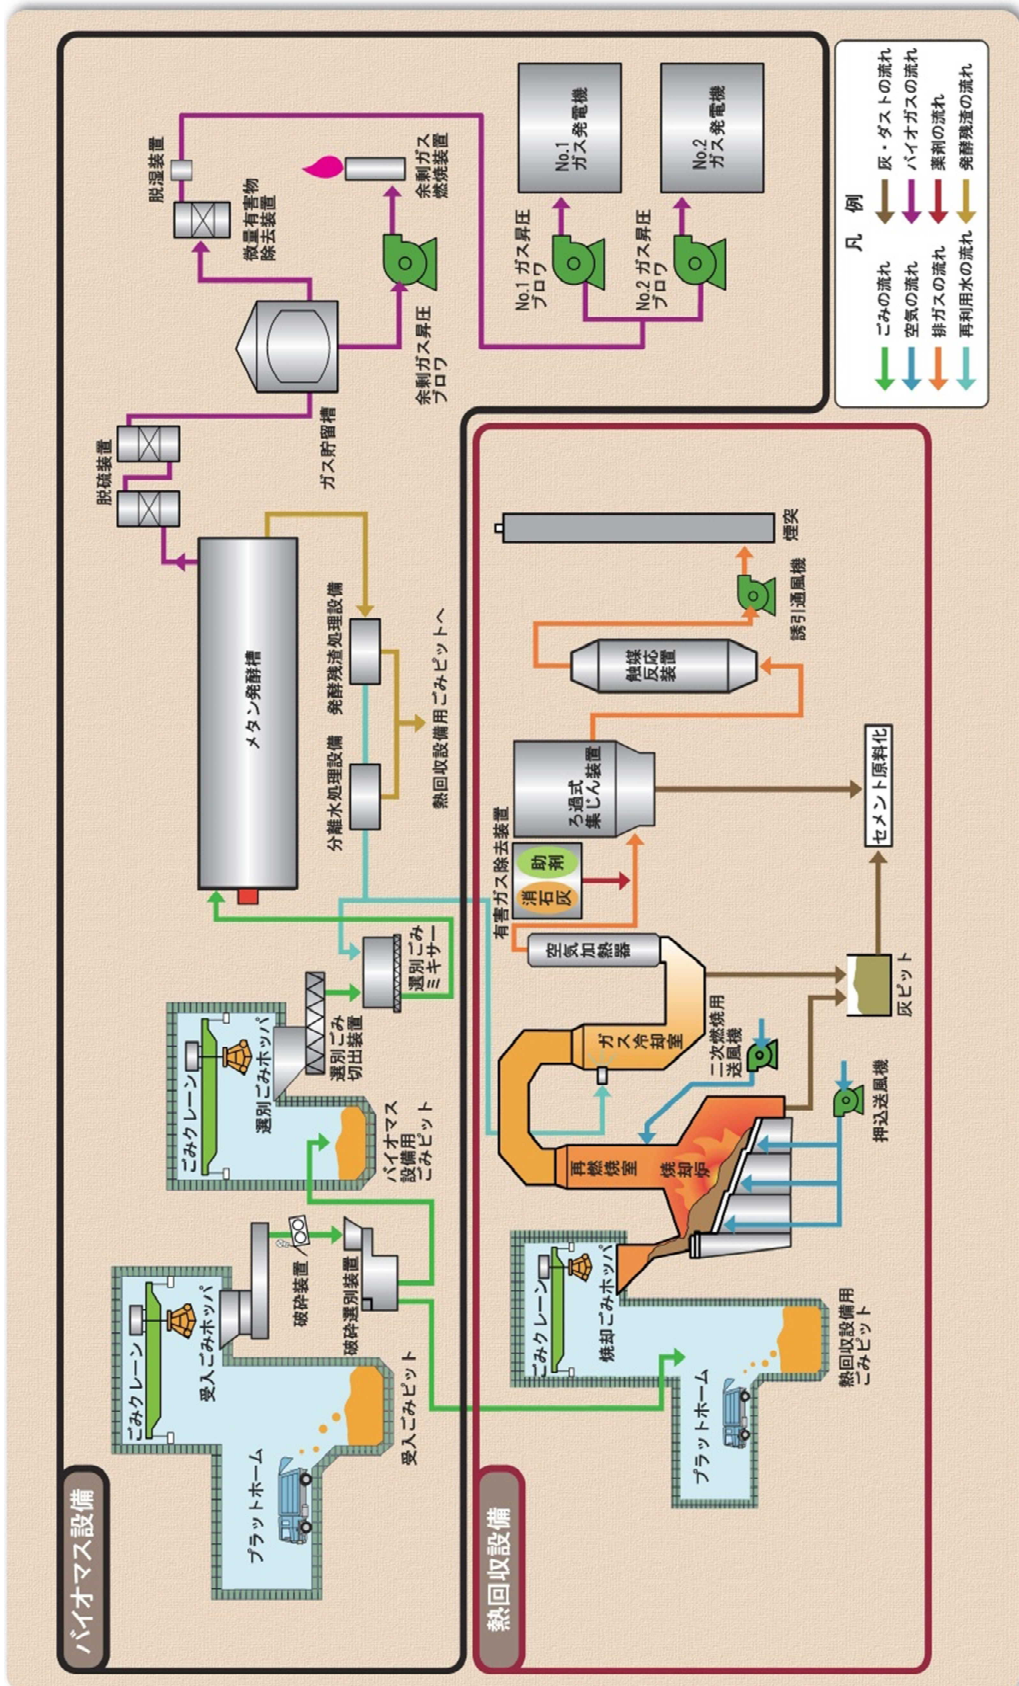 バイオマス設備
プラットホーム
ごみクレーン
受入ごみホッパ
受入ごみピット
破砕装置
破砕選別装置
ごみクレーン
選別ごみホッパ
バイオマス
設備用
ごみピット
選別ごみ
切出装置
選別ごみ
ミキサー
メタン発酵槽
分離水処理設備
発酵残渣処理設備
熱回収設備用ごみピットへ
脱硫装置
ガス貯留槽
微量有害物
除去装置
脱湿装置
余剰ガス昇圧
ブロワ
余剰ガス
燃焼装置
No.1 ガス昇圧
ブロワ
No.1
ガス発電機
No.2 ガス昇圧
ブロワ
No.2
ガス発電機
熱回収設備
プラットホーム
ごみクレーン
焼却ごみホッパ
熱回収設備用
ごみピット
再燃焼室
焼却炉
押込送風機
二次燃焼用
送風機
ガス冷却室
空気加熱器
灰ピット
有害ガス除去装置
消石灰
助剤
ろ過式
集じん装置
セメント原料化
触媒
反応
装置
誘引通風機
煙突
凡例
ごみの流れ
灰・ダストの流れ
空気の流れ
バイオガスの流れ
排ガスの流れ
薬剤の流れ
再利用水の流れ
発酵残渣の流れ